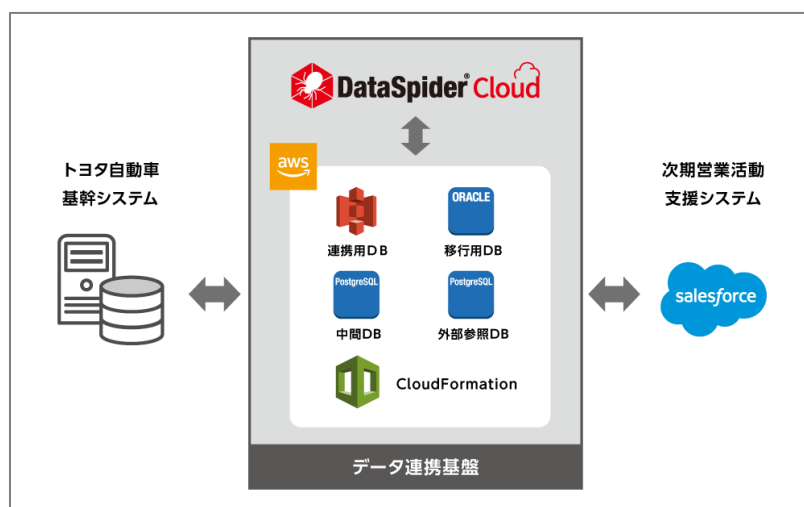 DataSpider® Cloud
aws
トヨタ自動車
基幹システム
ORACLE
連携用DB
移行用DB
PostgreSQL
PostgreSQL
中間DB
外部参照DB
CloudFormation
次期営業活動
支援システム
salesforce
データ連携基盤